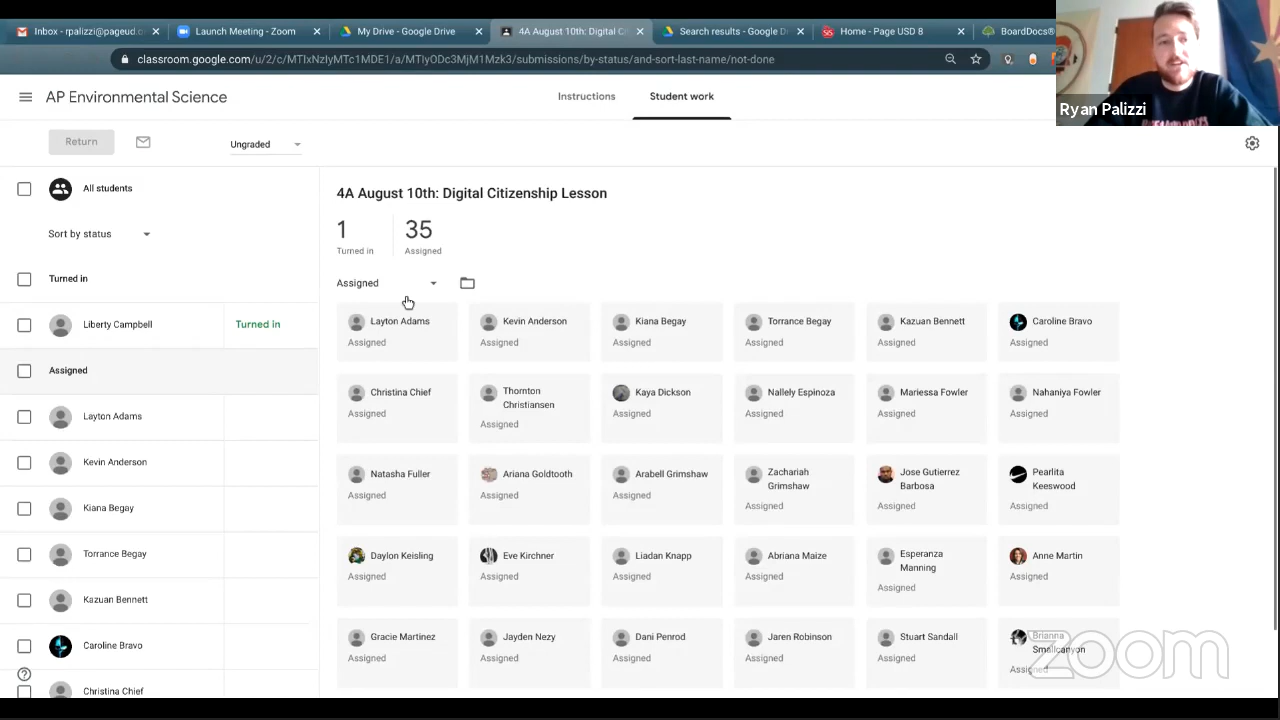 Inbox - rpalizzi@pageud.o
Launch Meeting - Zoom
My Drive - Google Drive
4A August 10th: Digital C
Search results - Google D
Home - Page USD 8
BoardDocs®
classroom.google.com/u/2/c/MTIxNzIyMTc1MDE1/a/MTIyODc3MjM1Mzk3/submissions/by-status/and-sort-last-name/not-done
Ryan Palizzi
AP Environmental Science
Instructions
Student work
Return
Ungraded
All students
Sort by status
Turned in
Liberty Campbell
Turned in
Assigned
Layton Adams
Kevin Anderson
Kiana Begay
Torrance Begay
Kazuan Bennett
Caroline Bravo
Christina Chief
4A August 10th: Digital Citizenship Lesson
1
35
Turned in
Assigned
Assigned
Layton Adams
Assigned
Kevin Anderson
Assigned
Kiana Begay
Assigned
Torrance Begay
Assigned
Kazuan Bennett
Assigned
Caroline Bravo
Assigned
Christina Chief
Assigned
Thornton
Christiansen
Assigned
Kaya Dickson
Assigned
Nallely Espinoza
Assigned
Mariessa Fowler
Assigned
Nahaniya Fowler
Assigned
Natasha Fuller
Assigned
Ariana Goldtooth
Assigned
Arabell Grimshaw
Assigned
Zachariah
Grimshaw
Assigned
Jose Gutierrez
Barbosa
Assigned
Pearlita
Keeswood
Assigned
Daylon Keisling
Assigned
Eve Kirchner
Assigned
Liadan Knapp
Assigned
Abriana Maize
Assigned
Esperanza
Manning
Assigned
Anne Martin
Assigned
Gracie Martinez
Assigned
Jayden Nezy
Assigned
Dani Penrod
Assigned
Jaren Robinson
Assigned
Stuart Sandall
Assigned
Brianna
Smallcanyon
Assigned
zoom